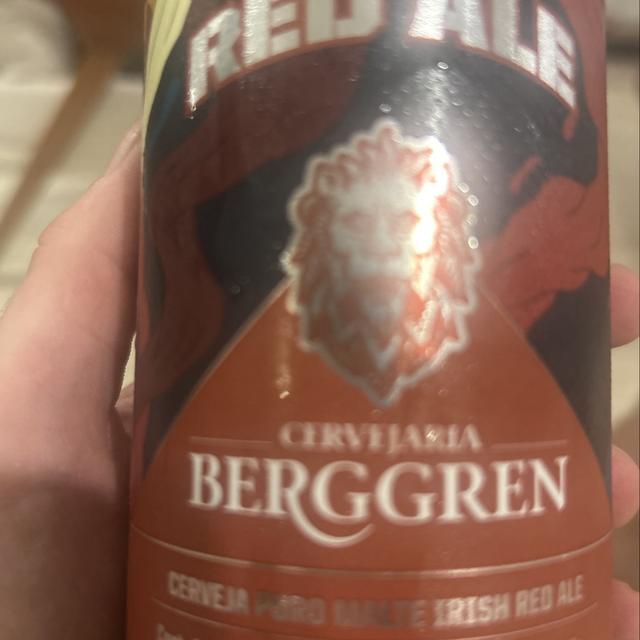 RED ALE
CERVEJARIA
BERGGREN
CERVEJA PURO MALTE IRISH RED ALE